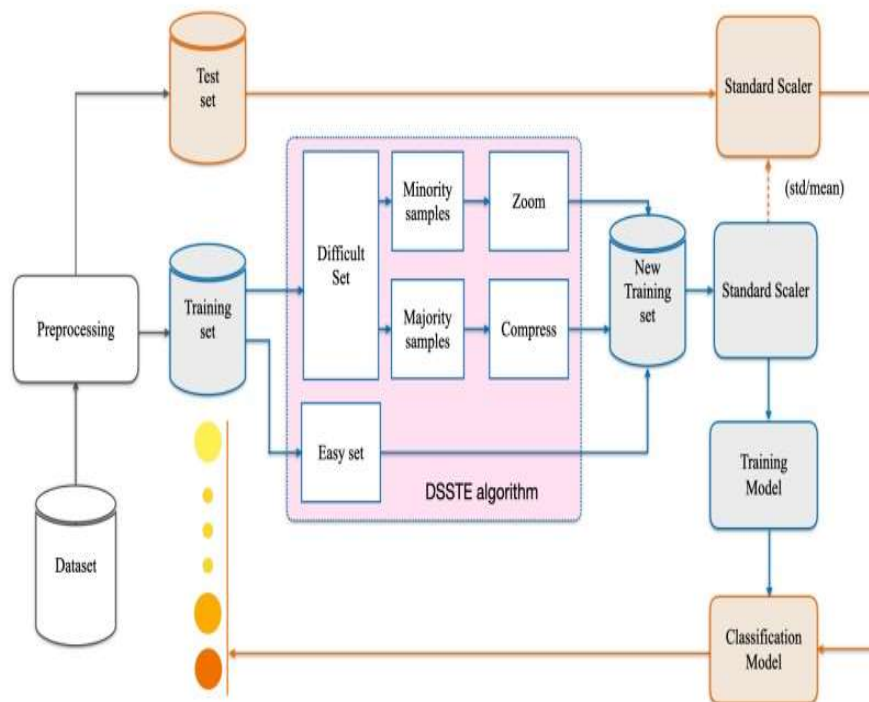 Test
set
Standard Scaler
(std/mean)
Minority
samples
Zoom
Difficult
Set
New
Training
set
Training
set
Standard Scaler
Preprocessing
Majority
samples
Compress
Easy set
DSSTE algorithm
Training
Model
Dataset
Classification
Model